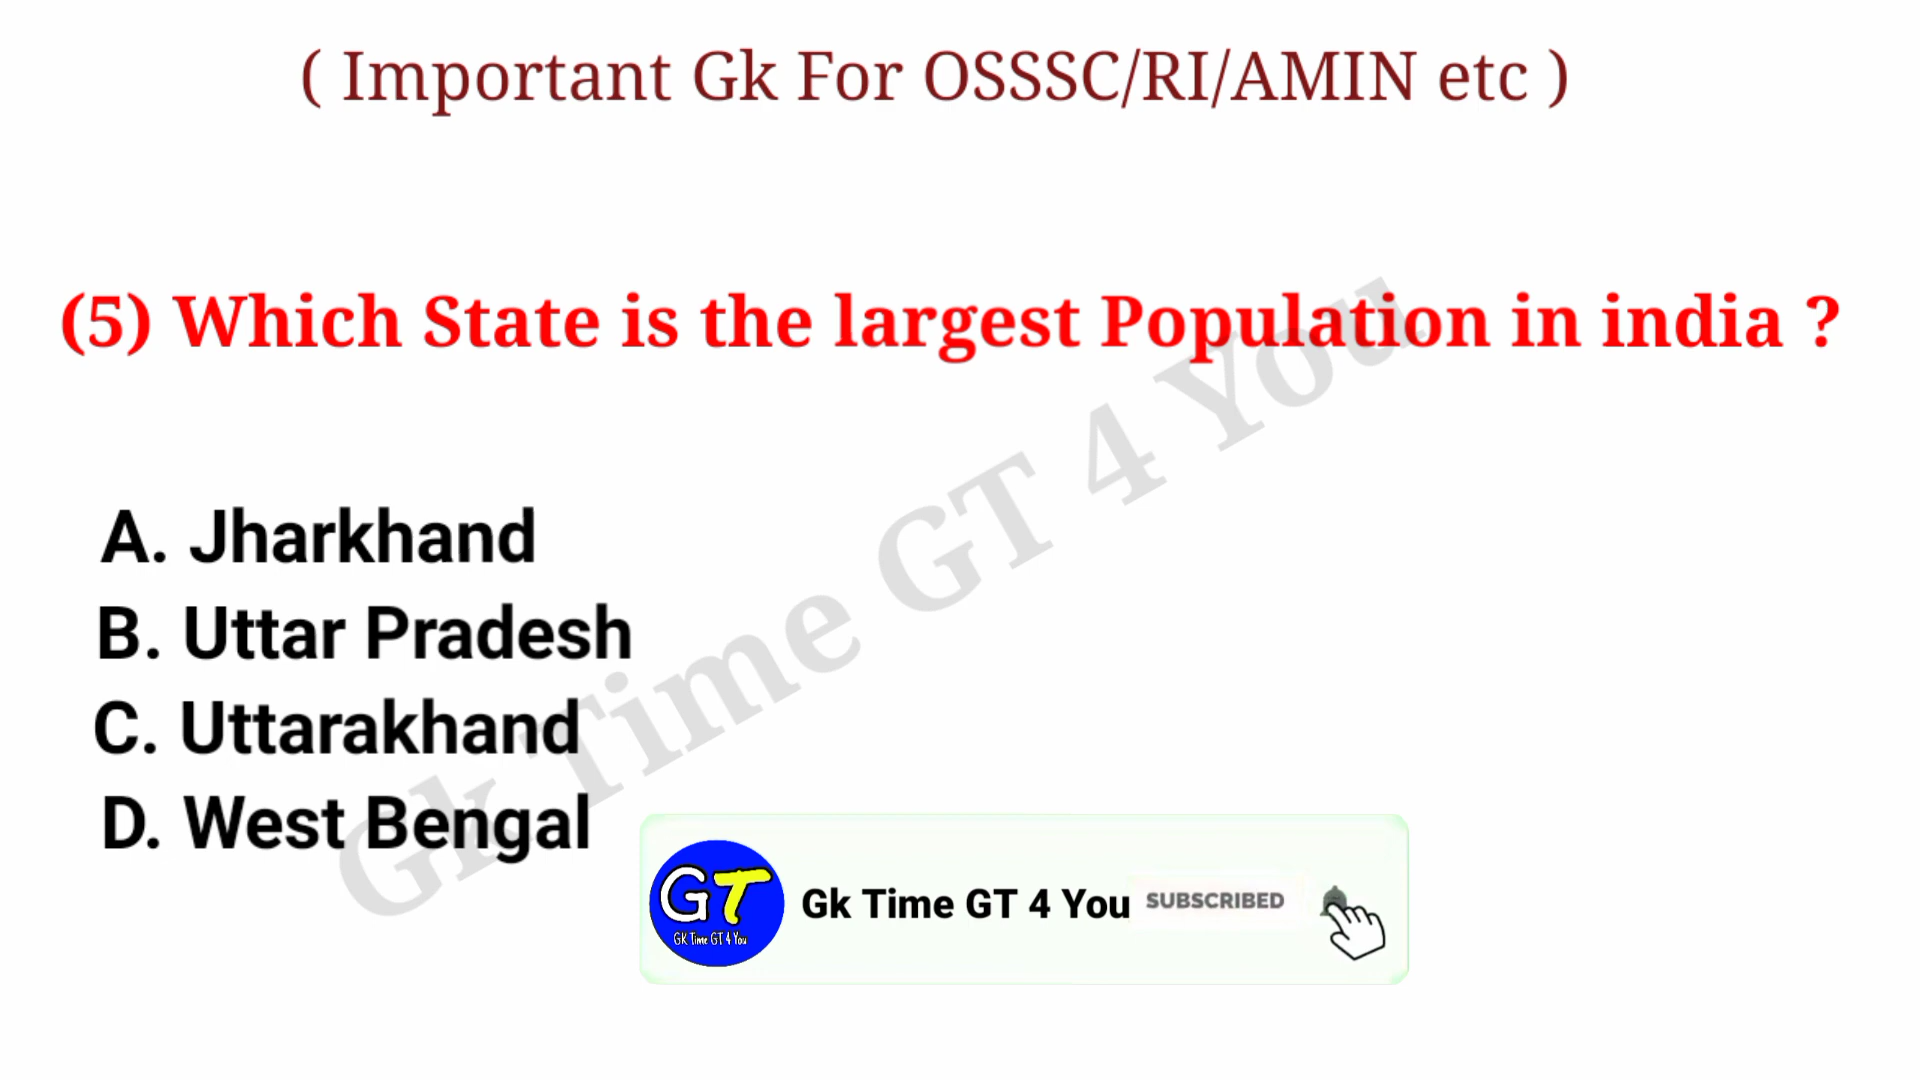 ( Important Gk For OSSSC/RI/AMIN etc )
(5) Which State is the largest Population in india ?
A. Jharkhand
B. Uttar Pradesh
C. Uttarakhand
D. West Bengal
Gk Time GT 4 You
GT
GK Time GT 4 You
Gk Time GT 4 You SUBSCRIBED